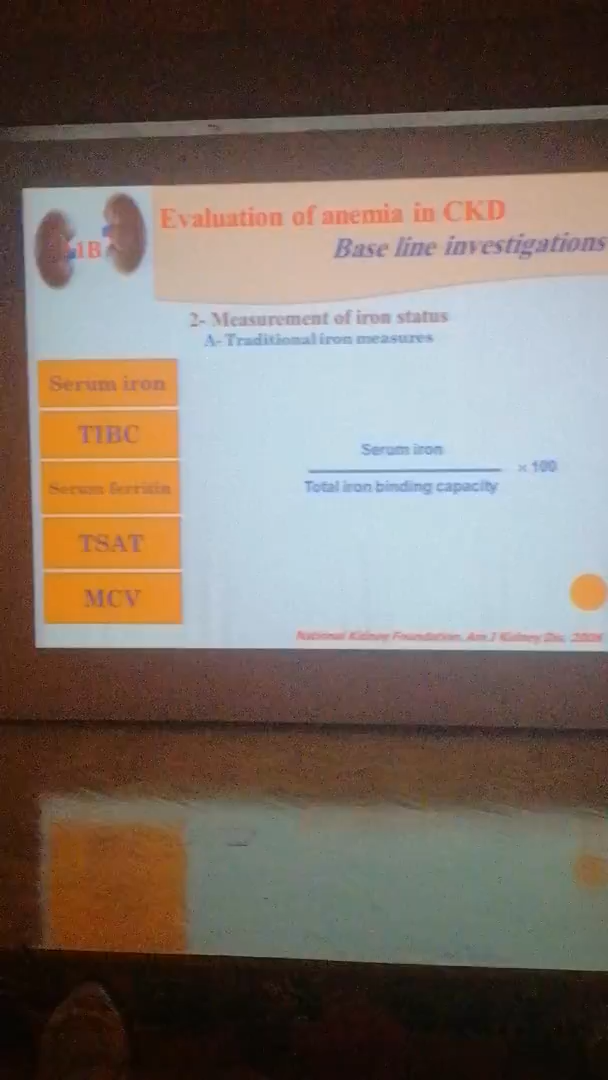 Evaluation of anemia in CKD
Base line investigations
1B
2- Measurement of iron status
A- Traditional iron measures
Serum iron
TIBC
Serum ferritin
TSAT
MCV
Serum iron
Total iron binding capacity
× 100
National Kidney Foundation. Am J Kidney Dis. 2006